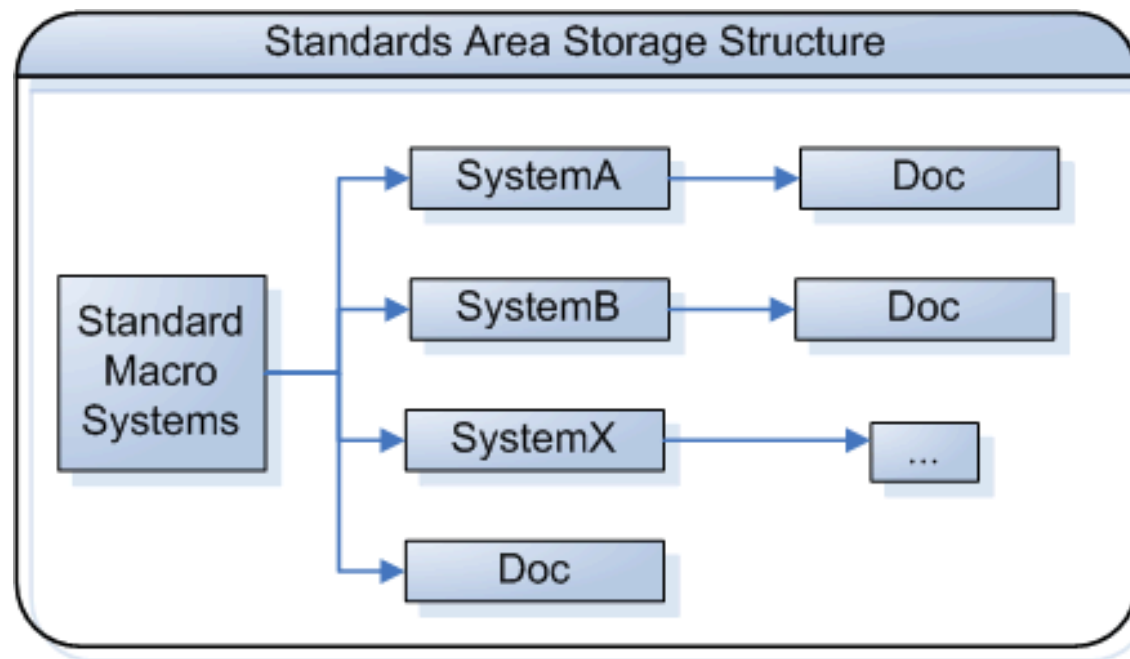 Standards Area Storage Structure
SystemA
Doc
SystemB
Doc
Standard
Macro
Systems
SystemX
...
Doc